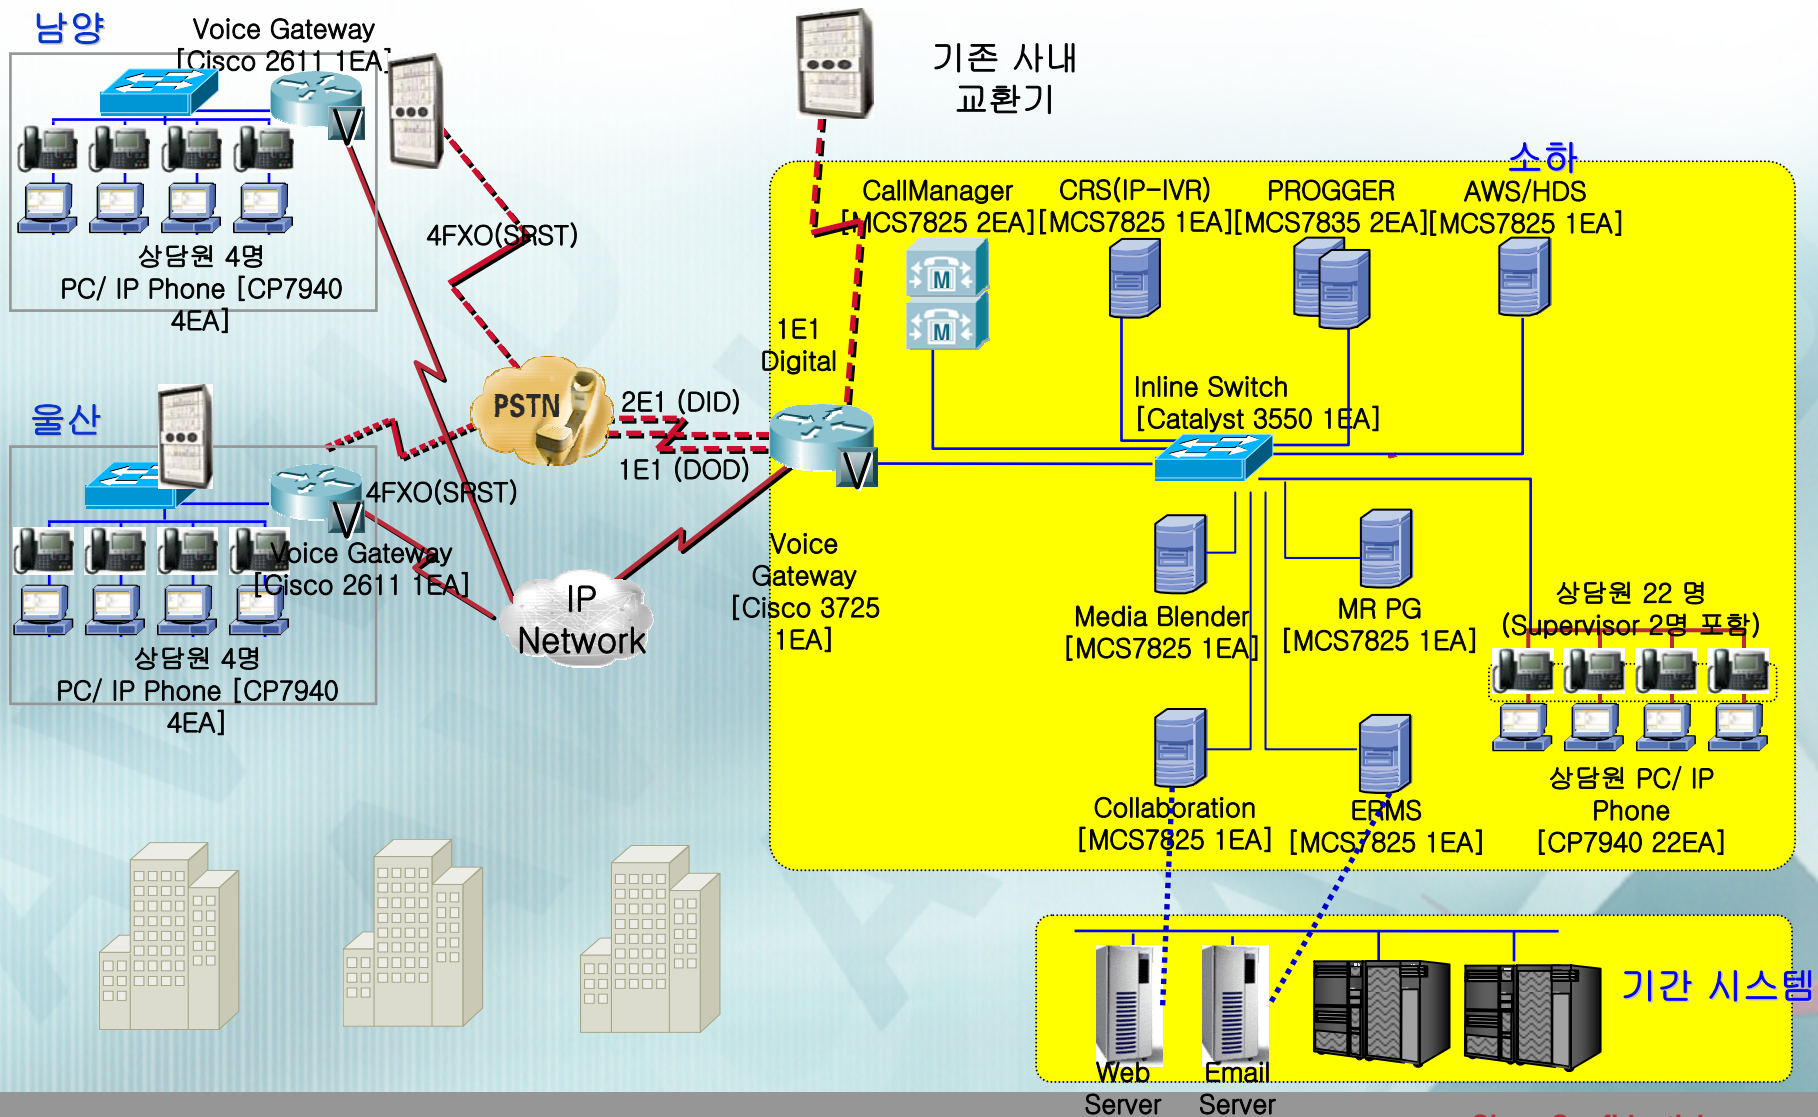 남양
Voice Gateway
[Cisco 2611 1EA]
상담원 4명
PC/ IP Phone [CP7940
4EA]
4FXO(SRST)
기존 사내
교환기
울산
4FXO(SRST)
Voice Gateway
[Cisco 2611 1EA]
상담원 4명
PC/ IP Phone [CP7940
4EA]
PSTN
2E1 (DID)
1E1 (DOD)
1E1
Digital
IP
Network
Voice
Gateway
[Cisco 3725
1EA]
V
V
V
소하
CallManager
[MCS7825 2EA]
CRS(IP-IVR)
[MCS7825 1EA]
PROGGER
[MCS7835 2EA]
AWS/HDS
[MCS7825 1EA]
M
M
Inline Switch
[Catalyst 3550 1EA]
Media Blender
[MCS7825 1EA]
MR PG
[MCS7825 1EA]
상담원 22 명
(Supervisor 2명 포함)
Collaboration
[MCS7825 1EA]
ERMS
[MCS7825 1EA]
상담원 PC/ IP
Phone
[CP7940 22EA]
기간 시스템
Web
Server
Email
Server